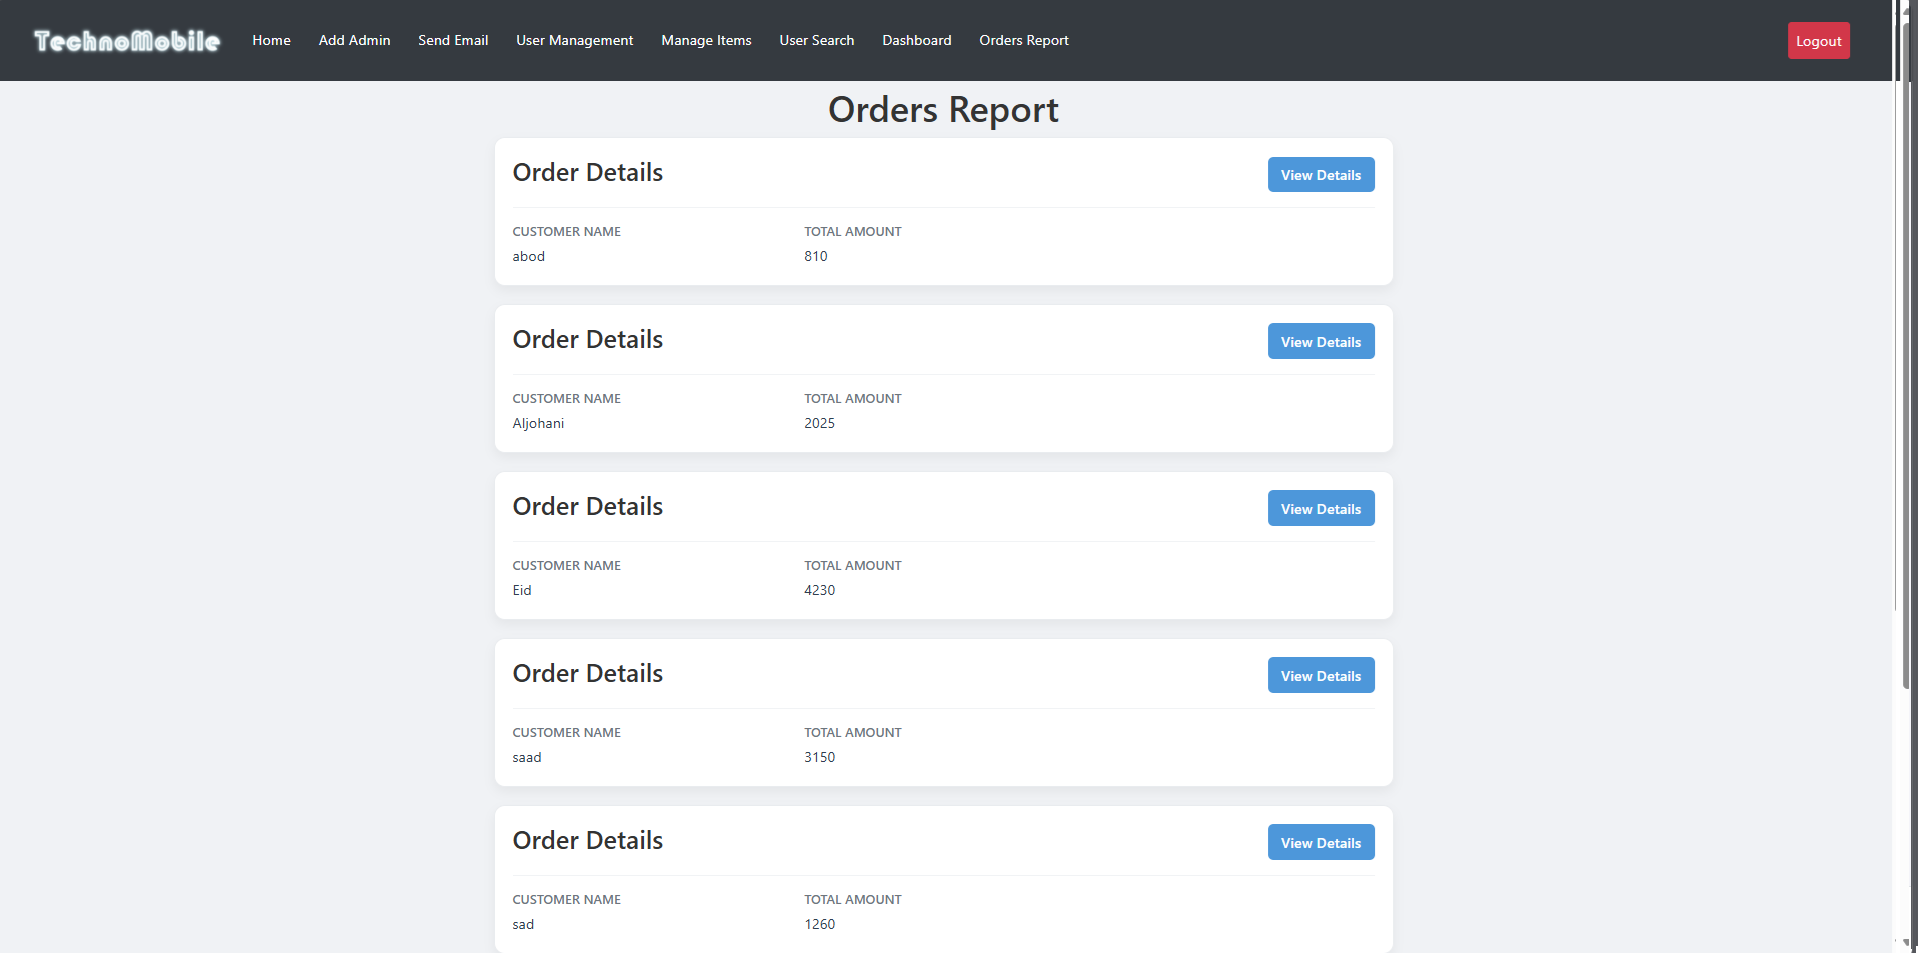 TechnoMobile Home Add Admin Send Email User Management Manage Items User Search Dashboard Orders Report Logout
Orders Report
Order Details View Details
CUSTOMER NAME TOTAL AMOUNT
abod 810
Order Details View Details
CUSTOMER NAME TOTAL AMOUNT
Aljohani 2025
Order Details View Details
CUSTOMER NAME TOTAL AMOUNT
Eid 4230
Order Details View Details
CUSTOMER NAME TOTAL AMOUNT
saad 3150
Order Details View Details
CUSTOMER NAME TOTAL AMOUNT
sad 1260